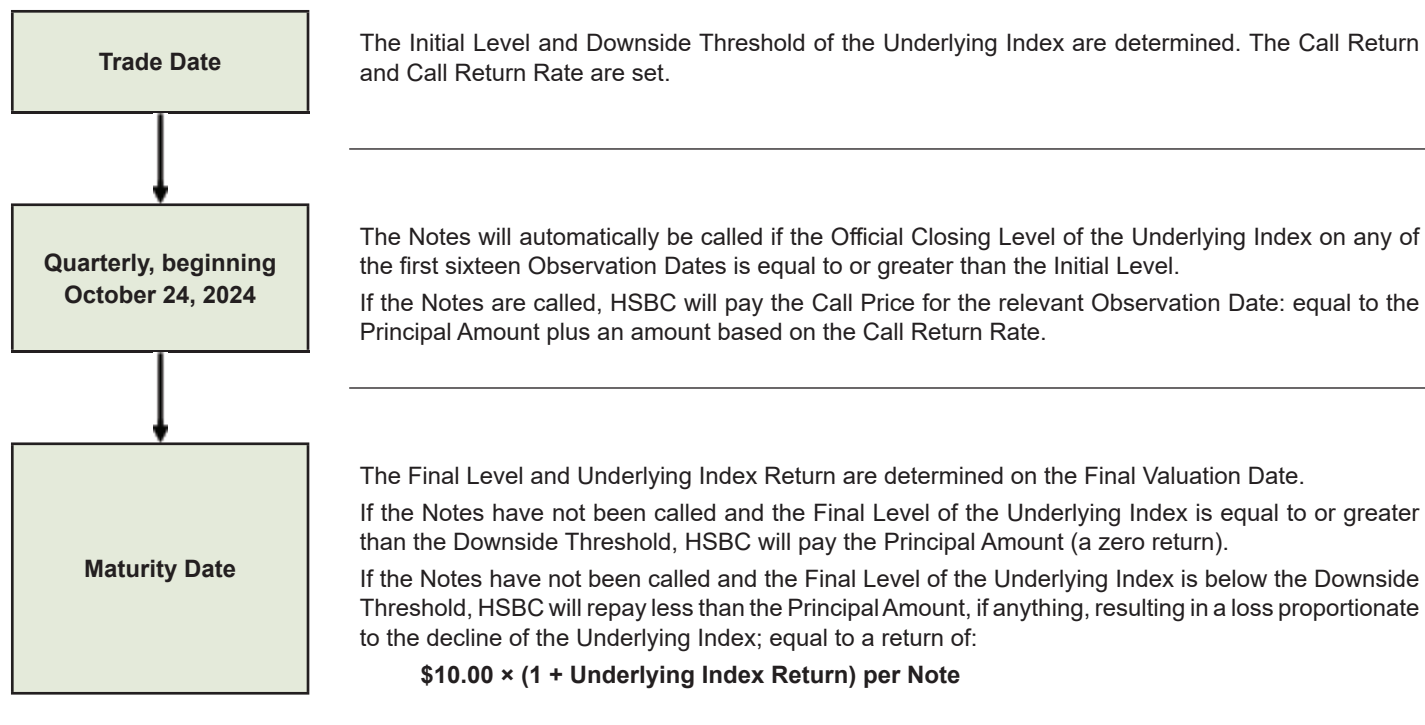 Trade Date
The Initial Level and Downside Threshold of the Underlying Index are determined. The Call Return
and Call Return Rate are set.
Quarterly, beginning
October 24, 2024
The Notes will automatically be called if the Official Closing Level of the Underlying Index on any of
the first sixteen Observation Dates is equal to or greater than the Initial Level.
If the Notes are called, HSBC will pay the Call Price for the relevant Observation Date: equal to the
Principal Amount plus an amount based on the Call Return Rate.
Maturity Date
The Final Level and Underlying Index Return are determined on the Final Valuation Date.
If the Notes have not been called and the Final Level of the Underlying Index is equal to or greater
than the Downside Threshold, HSBC will pay the Principal Amount (a zero return).
If the Notes have not been called and the Final Level of the Underlying Index is below the Downside
Threshold, HSBC will repay less than the Principal Amount, if anything, resulting in a loss proportionate
to the decline of the Underlying Index; equal to a return of:
$10.00 × (1 + Underlying Index Return) per Note